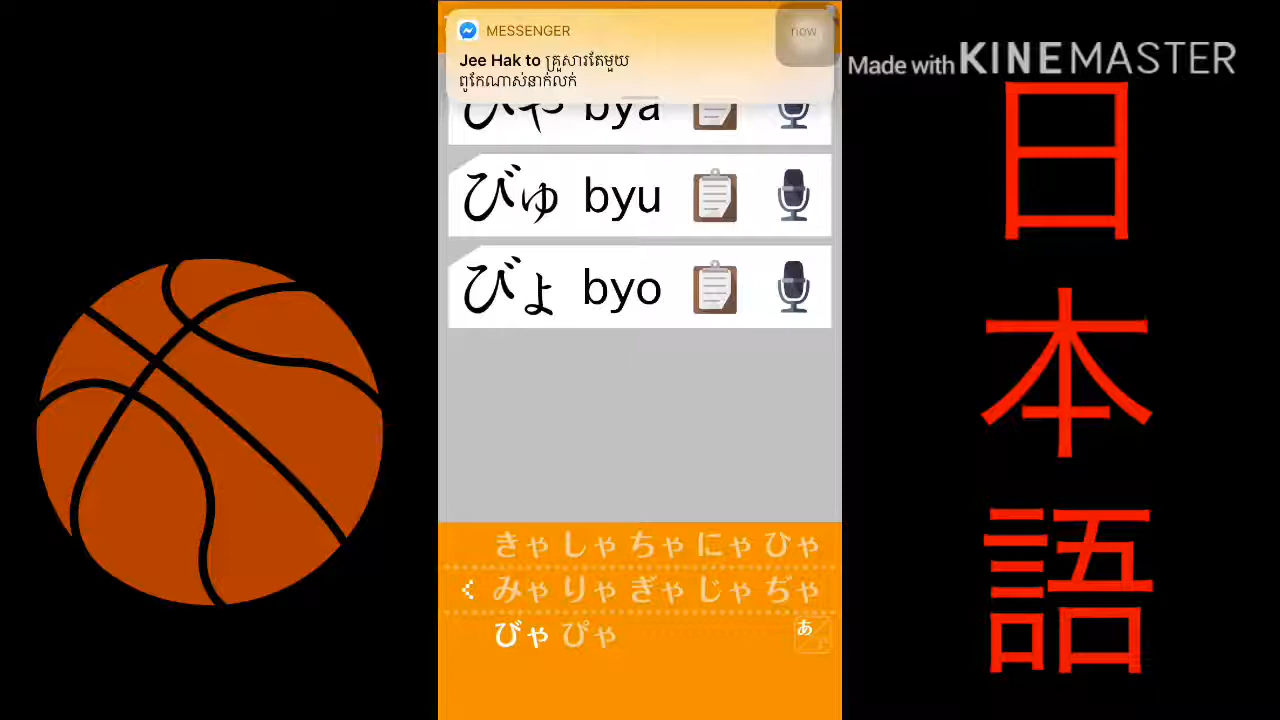 MESSENGER
now
Jee Hak to គ្រួសារតែមួយ
ពូកែណាស់នាក់លក់
Made with KINEMASTER
びゃ bya
びゅ byu
びょ byo
きゃ しゃ ちゃ にゃ ひゃ
< みゃ りゃ ぎゃ じゃ ぢゃ
びゃ ぴゃ
あ
日
本
語